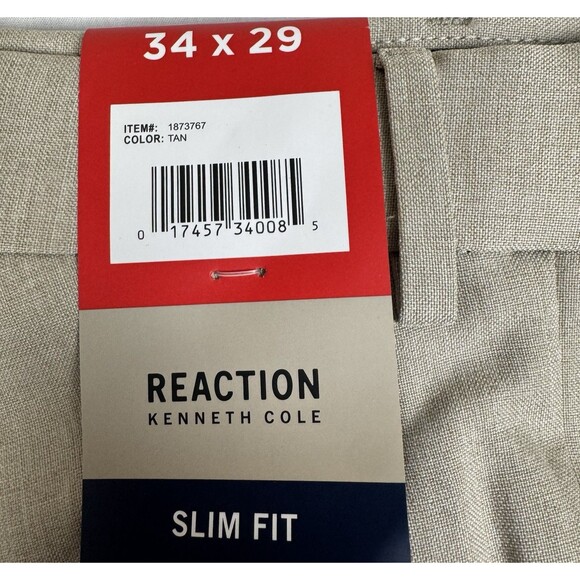 34 x 29
ITEM#: 1873767
COLOR: TAN
0 17457 34008 5
REACTION
KENNETH COLE
SLIM FIT